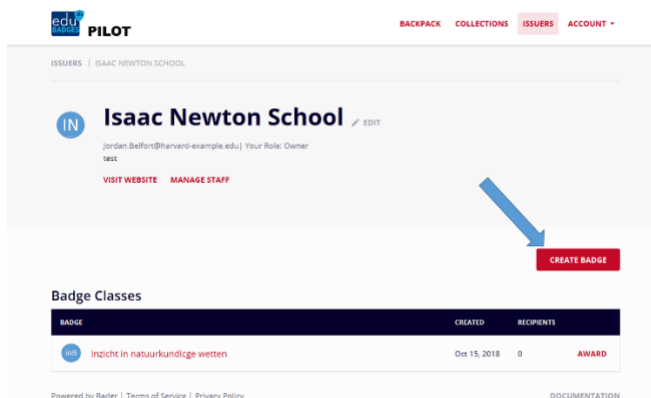 edu
BADGES PILOT
BACKPACK COLLECTIONS ISSUERS ACCOUNT
ISSUERS | ISAAC NEWTON SCHOOL
IN
Isaac Newton School EDIT
jordan.Belfort@harvard-example.edu| Your Role: Owner
test
VISIT WEBSITE MANAGE STAFF
CREATE BADGE
Badge Classes
BADGE CREATED RECIPIENTS
InB Inzicht in natuurkundicge wetten Oct 15, 2018 0 AWARD
Powered by Badgr | Terms of Service | Privacy Policy DOCUMENTATION